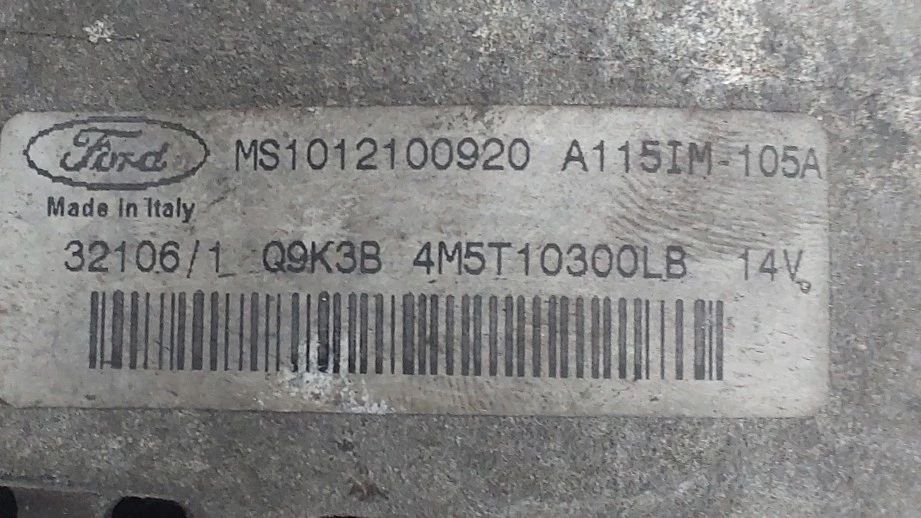 Ford MS1012100920 A115IM-105A
Made in Italy
32106/1 Q9K3B 4M5T10300LB 14V